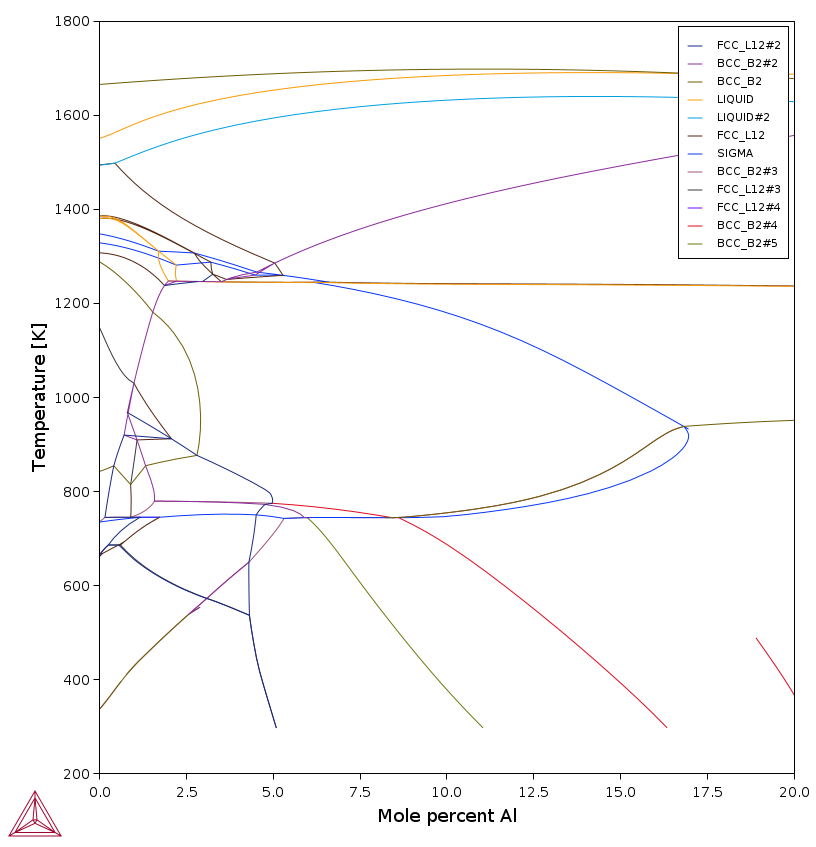 1800
1600
1400
1200
1000
800
600
400
200
Temperature [K]
FCC_L12#2
BCC_B2#2
BCC_B2
LIQUID
LIQUID#2
FCC_L12
SIGMA
BCC_B2#3
FCC_L12#3
FCC_L12#4
BCC_B2#4
BCC_B2#5
0.0 2.5 5.0 7.5 10.0 12.5 15.0 17.5 20.0
Mole percent Al